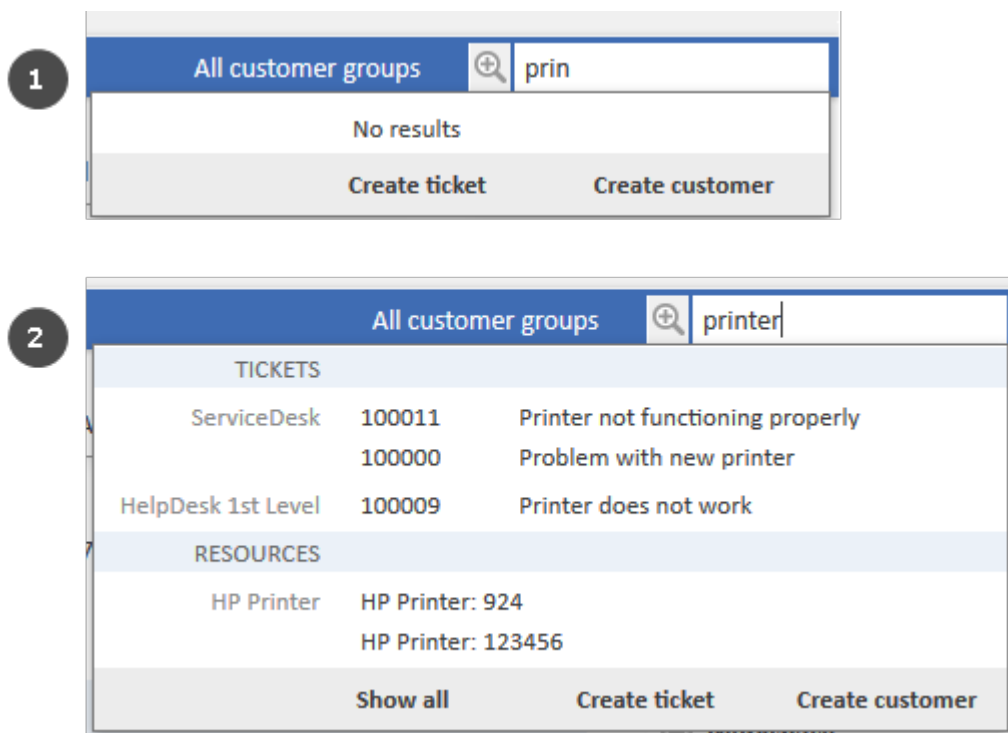 1
All customer groups prin
No results
Create ticket Create customer
2
All customer groups printer
TICKETS
ServiceDesk 100011 Printer not functioning properly
100000 Problem with new printer
HelpDesk 1st Level 100009 Printer does not work
RESOURCES
HP Printer HP Printer: 924
HP Printer: 123456
Show all Create ticket Create customer